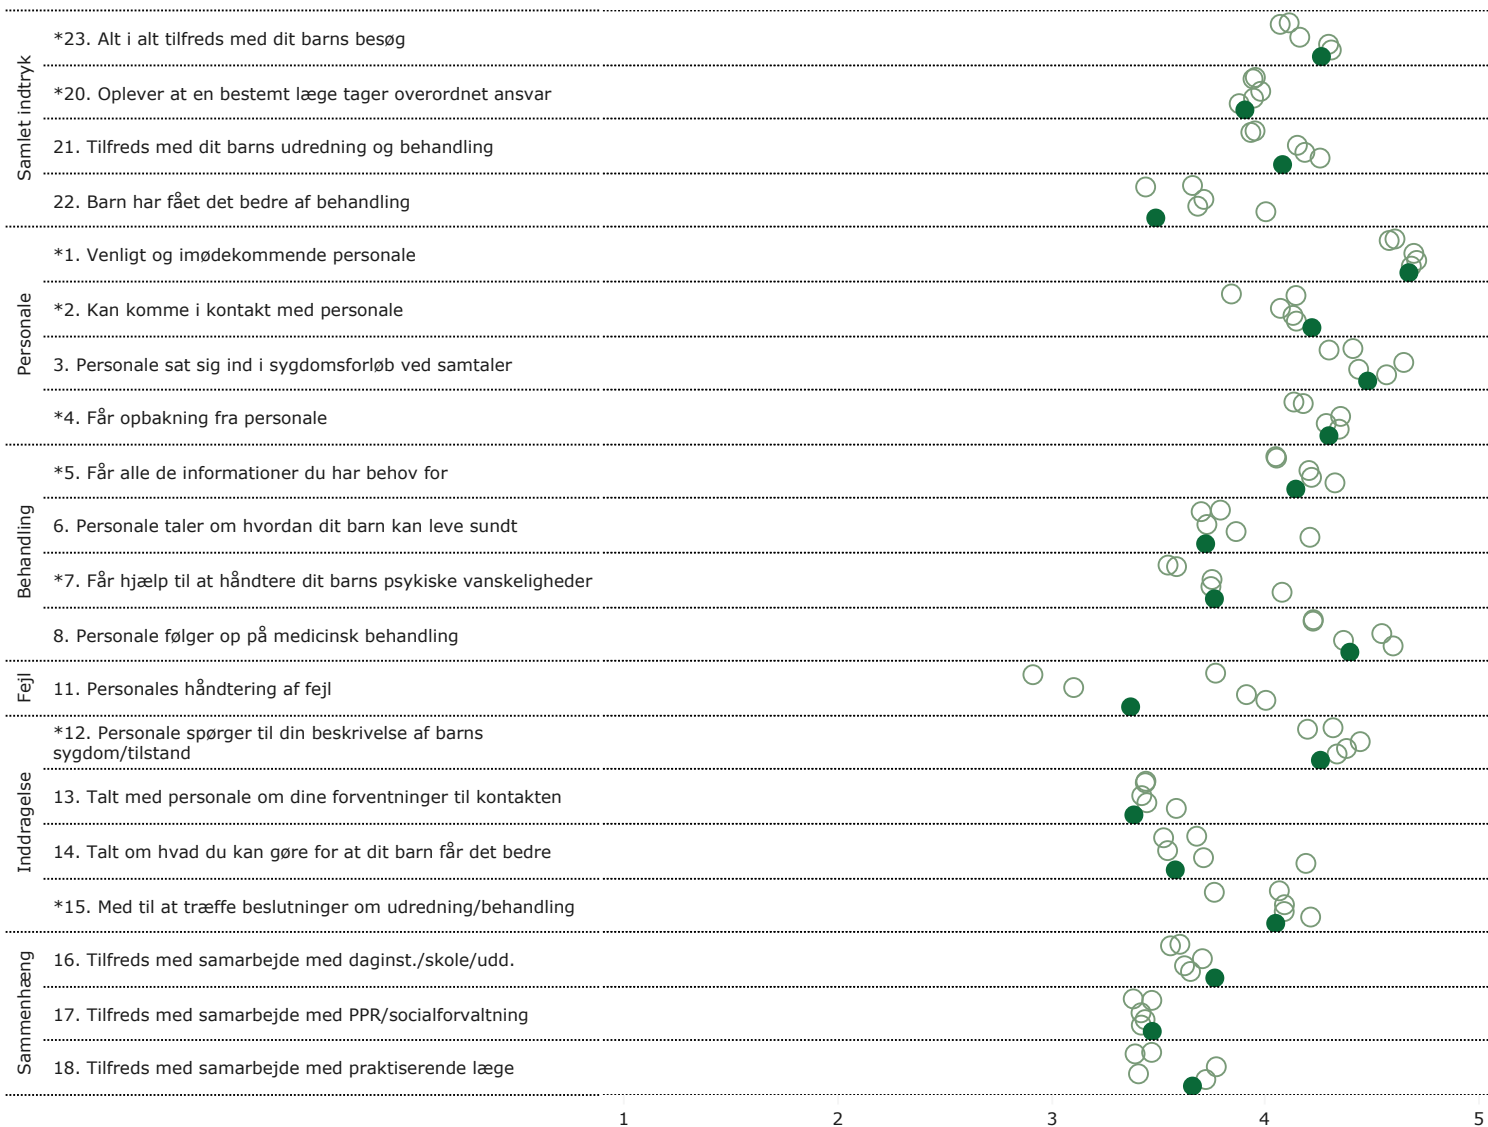 Samlet indtryk
*23. Alt i alt tilfreds med dit barns besøg
*20. Oplever at en bestemt læge tager overordnet ansvar
21. Tilfreds med dit barns udredning og behandling
22. Barn har fået det bedre af behandling
Personale
*1. Venligt og imødekommende personale
*2. Kan komme i kontakt med personale
3. Personale sat sig ind i sygdomsforløb ved samtaler
*4. Får opbakning fra personale
Behandling
*5. Får alle de informationer du har behov for
6. Personale taler om hvordan dit barn kan leve sundt
*7. Får hjælp til at håndtere dit barns psykiske vanskeligheder
8. Personale følger op på medicinsk behandling
Fejl
11. Personales håndtering af fejl
Inddragelse
*12. Personale spørger til din beskrivelse af barns
sygdom/tilstand
13. Talt med personale om dine forventninger til kontakten
14. Talt om hvad du kan gøre for at dit barn får det bedre
*15. Med til at træffe beslutninger om udredning/behandling
Sammenhæng
16. Tilfreds med samarbejde med daginst./skole/udd.
17. Tilfreds med samarbejde med PPR/socialforvaltning
18. Tilfreds med samarbejde med praktiserende læge
1 2 3 4 5